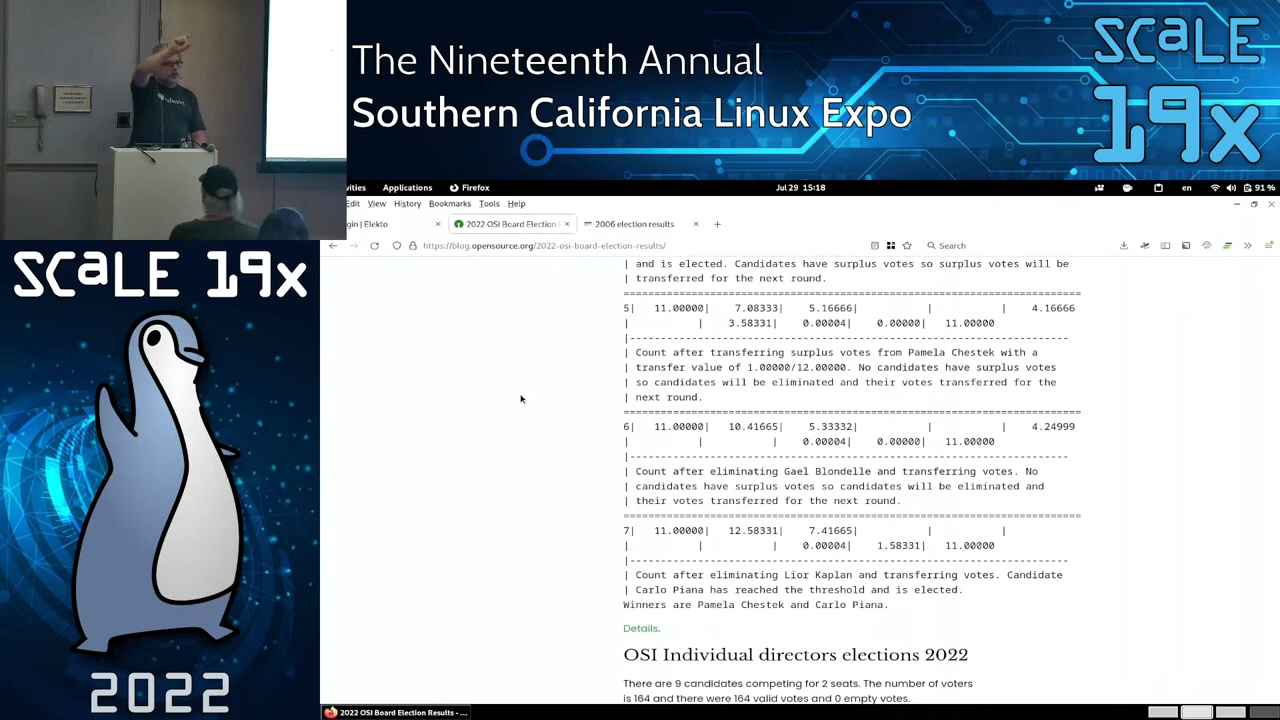 The Nineteenth Annual
Southern California Linux Expo
SCALE
19x
SCALE 19x
2022
ivities Applications Firefox Jul 29 15:18 en 91 %
Edit View History Bookmarks Tools Help
gin | Elekto 2022 OSI Board Election 2006 election results
https://blog.opensource.org/2022-osi-board-election-results/ Search
| and is elected. Candidates have surplus votes so surplus votes will be
| transferred for the next round.
=============================================================================
5| 11.00000| 7.08333| 5.16666| | | 4.16666
| | 3.58331| 0.00004| 0.00000| 11.00000
|--------------------------------------------------------------------------
| Count after transferring surplus votes from Pamela Chestek with a
| transfer value of 1.00000/12.00000. No candidates have surplus votes
| so candidates will be eliminated and their votes transferred for the
| next round.
=============================================================================
6| 11.00000| 10.41665| 5.33332| | | 4.24999
| | | 0.00004| 0.00000| 11.00000
|--------------------------------------------------------------------------
| Count after eliminating Gael Blondelle and transferring votes. No
| candidates have surplus votes so candidates will be eliminated and
| their votes transferred for the next round.
=============================================================================
7| 11.00000| 12.58331| 7.41665| | |
| | | 0.00004| 1.58331| 11.00000
|--------------------------------------------------------------------------
| Count after eliminating Lior Kaplan and transferring votes. Candidate
| Carlo Piana has reached the threshold and is elected.
Winners are Pamela Chestek and Carlo Piana.
Details.
OSI Individual directors elections 2022
There are 9 candidates competing for 2 seats. The number of voters
is 164 and there were 164 valid votes and 0 empty votes.
2022 OSI Board Election Results - ...